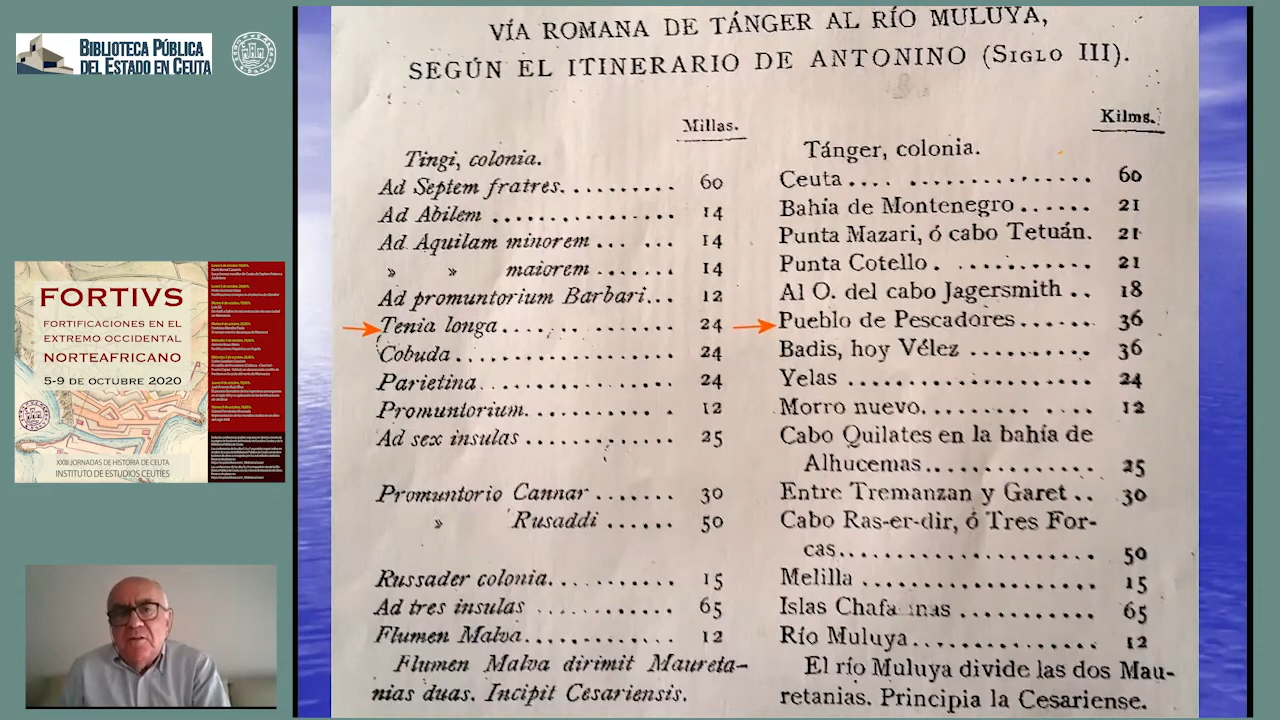 BIBLIOTECA PÚBLICA
DEL ESTADO EN CEUTA
FORTIVS
FORTIFICACIONES EN EL
EXTREMO OCCIDENTAL
NORTEAFRICANO
5-9 DE OCTUBRE 2020
XXIII JORNADAS DE HISTORIA DE CEUTA
INSTITUTO DE ESTUDIOS CEUTÍES
VÍA ROMANA DE TÁNGER AL RÍO MULUYA,
SEGÚN EL ITINERARIO DE ANTONINO (SIGLO III).
Millas.
Kilms.
Tingi, colonia. Tánger, colonia.
Ad Septem fratres. 60 Ceuta 60
Ad Abilem 14 Bahía de Montenegro 21
Ad Aquilam minorem 14 Punta Mazari, ó cabo Tetuán. 21
» » maiorem 14 Punta Cotello 21
Ad promuntorium Barbari 12 Al O. del cabo Jagersmith 18
Tenia longa 24 Pueblo de Pescadores 36
Cobuda 24 Badis, hoy Velez 36
Parietina 24 Yelas 24
Promuntorium. 2 Morro nuevo 12
Ad sex insulas 25 Cabo Quilates en la bahía de
Alhucemas 25
Promuntorio Cannar 30 Entre Tremanzan y Garet 30
» Rusaddi 50 Cabo Ras-er-dir, ó Tres For-
cas 50
Russader colonia. 15 Melilla 15
Ad tres insulas 65 Islas Chafa inas 65
Flumen Malva 12 Río Muluya 12
Flumen Malva dirimit Maureta- El río Muluya divide las dos Mau-
nias duas. Incipit Cesariensis. retanias. Principia la Cesariense.